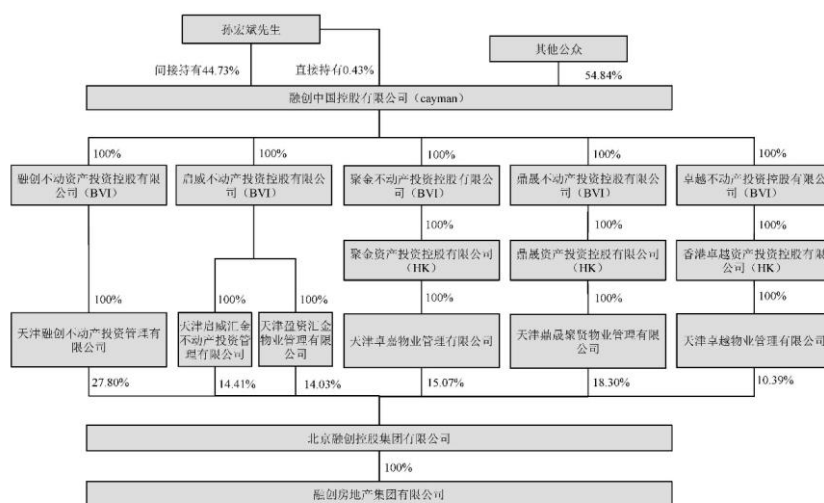 孙宏斌先生
其他公众
间接持有44.73%
直接持有0.43%
54.84%
融创中国控股有限公司（cayman）
100%
100%
100%
100%
100%
融创不动资产投资控股有限
公司（BVI）
启威不动产投资控股有限公
司（BVI）
聚金不动产投资控股有限公
司（BVI）
鼎晟不动产投资控股有限公
司（BVI）
卓越不动产投资控股有限公
司（BVI）
100%
100%
100%
聚金资产投资控股有限公司
（HK）
鼎晟资产投资控股有限公司
（HK）
香港卓越资产投资控股有限
公司（HK）
100%
100%
100%
100%
100%
100%
天津融创不动产投资管理有
限公司
天津启威汇金
不动产投资管
理有限公司
天津盈资汇金
物业管理有限
公司
天津卓岳物业管理有限公司
天津鼎晟聚贤物业管理有限
公司
天津卓越物业管理有限公司
27.80%
14.41%
14.03%
15.07%
18.30%
10.39%
北京融创控股集团有限公司
100%
融创房地产集团有限公司